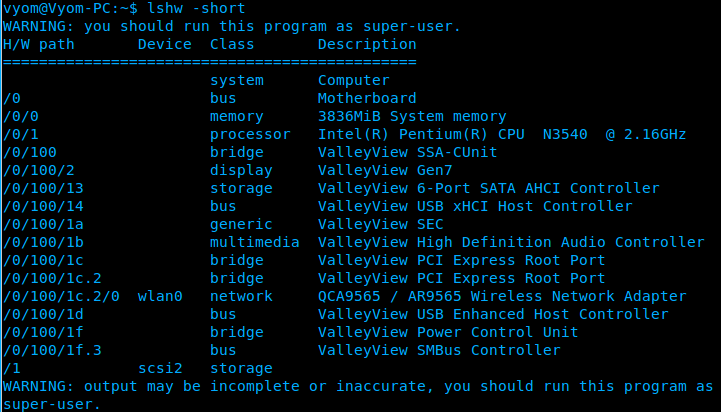 vyom@Vyom-PC:~$ lshw -short
WARNING: you should run this program as super-user.
H/W path       Device  Class       Description
==============================================
                       system      Computer
/0                     bus         Motherboard
/0/0                   memory      3836MiB System memory
/0/1                   processor   Intel(R) Pentium(R) CPU  N3540  @ 2.16GHz
/0/100                 bridge      ValleyView SSA-CUnit
/0/100/2               display     ValleyView Gen7
/0/100/13              storage     ValleyView 6-Port SATA AHCI Controller
/0/100/14              bus         ValleyView USB xHCI Host Controller
/0/100/1a              generic     ValleyView SEC
/0/100/1b              multimedia  ValleyView High Definition Audio Controller
/0/100/1c              bridge      ValleyView PCI Express Root Port
/0/100/1c.2            bridge      ValleyView PCI Express Root Port
/0/100/1c.2/0  wlan0   network     QCA9565 / AR9565 Wireless Network Adapter
/0/100/1d              bus         ValleyView USB Enhanced Host Controller
/0/100/1f              bridge      ValleyView Power Control Unit
/0/100/1f.3            bus         ValleyView SMBus Controller
/1             scsi2   storage
WARNING: output may be incomplete or inaccurate, you should run this program as
super-user.